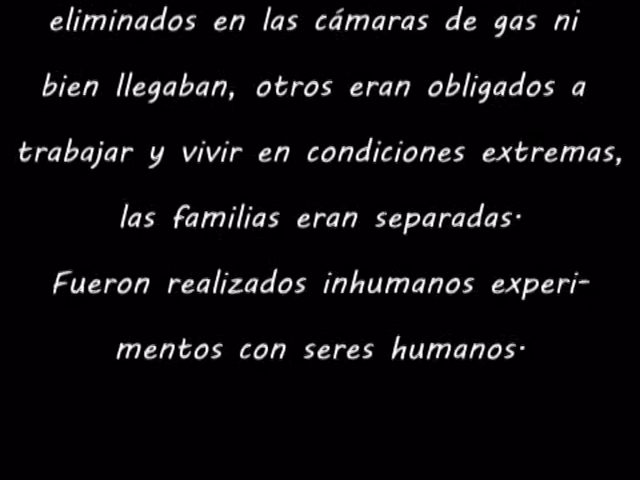 eliminados en las cámaras de gas ni
bien llegaban, otros eran obligados a
trabajar y vivir en condiciones extremas,
las familias eran separadas.
Fueron realizados inhumanos experi-
mentos con seres humanos.